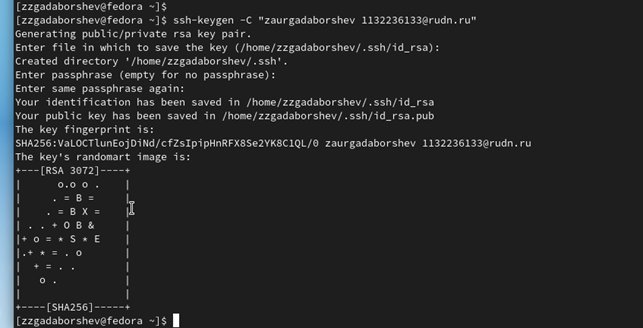 [zzgadaborshev@fedora ~]$
[zzgadaborshev@fedora ~]$ ssh-keygen -C "zaurgadaborshev 1132236133@rudn.ru"
Generating public/private rsa key pair.
Enter file in which to save the key (/home/zzgadaborshev/.ssh/id_rsa):
Created directory '/home/zzgadaborshev/.ssh'.
Enter passphrase (empty for no passphrase):
Enter same passphrase again:
Your identification has been saved in /home/zzgadaborshev/.ssh/id_rsa
Your public key has been saved in /home/zzgadaborshev/.ssh/id_rsa.pub
The key fingerprint is:
SHA256:VaLOCTlunEojDiNd/cfZsIpipHnRFX8Se2YK8C1QL/0 zaurgadaborshev 1132236133@rudn.ru
The key's randomart image is:
+---[RSA 3072]----+
|      o.o o .    |
|     . = B =     |
|    . = B X =    |
| . . + O B &     |
|+ o = * S * E    |
|.+ * = . o       |
|  + = . .        |
|   o .           |
|                 |
+----[SHA256]-----+
[zzgadaborshev@fedora ~]$